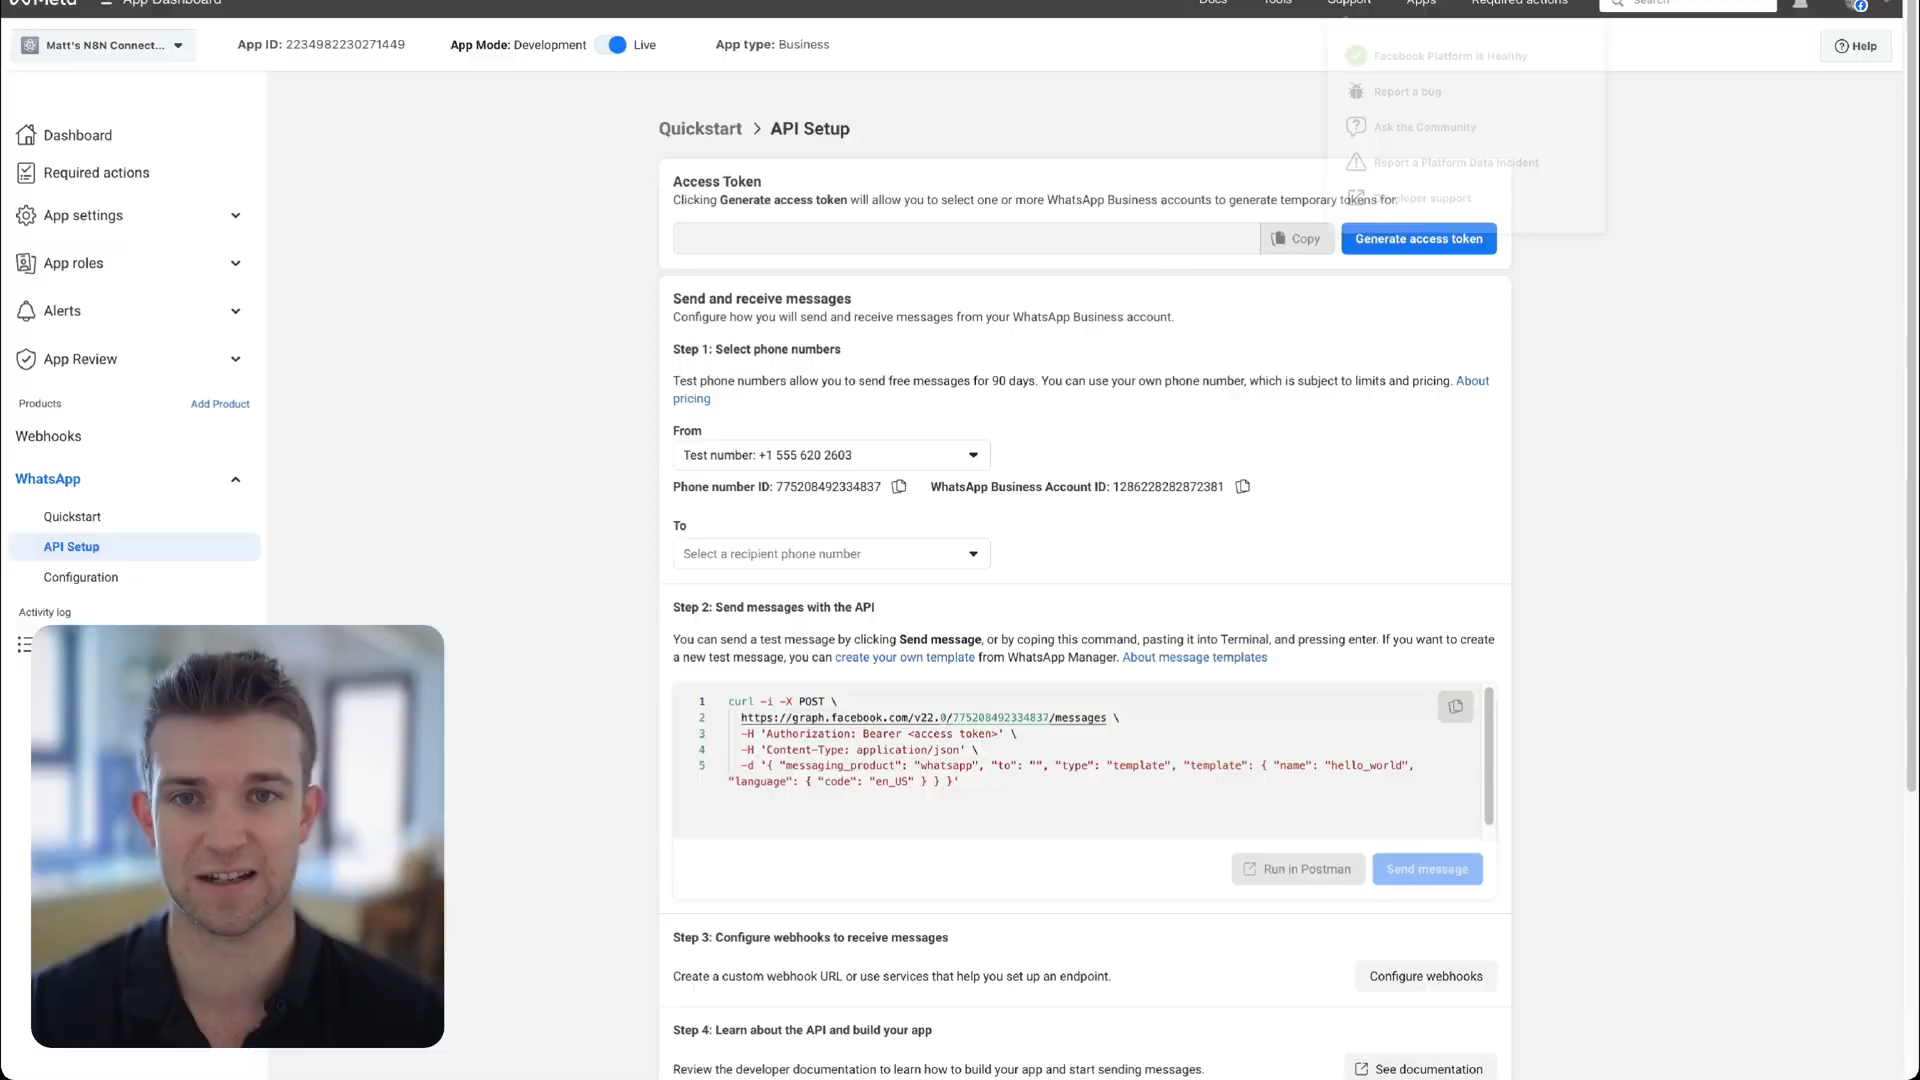 Meta
App Dashboard
Docs
Tools
Support
Apps
Required actions
Search
Matt's N8N Connect...
App ID: 2234982230271449
App Mode: Development
Live
App type: Business
Help
Facebook Platform is Healthy
Report a bug
Ask the Community
Report a Platform Data Incident
Developer support
Dashboard
Required actions
App settings
App roles
Alerts
App Review
Products
Add Product
Webhooks
WhatsApp
Quickstart
API Setup
Configuration
Activity log
Quickstart > API Setup
Access Token
Clicking Generate access token will allow you to select one or more WhatsApp Business accounts to generate temporary tokens for.
Copy
Generate access token
Send and receive messages
Configure how you will send and receive messages from your WhatsApp Business account.
Step 1: Select phone numbers
Test phone numbers allow you to send free messages for 90 days. You can use your own phone number, which is subject to limits and pricing. About
pricing
From
Test number: +1 555 620 2603
Phone number ID: 775208492334837
WhatsApp Business Account ID: 1286228282872381
To
Select a recipient phone number
Step 2: Send messages with the API
You can send a test message by clicking Send message, or by coping this command, pasting it into Terminal, and pressing enter. If you want to create
a new test message, you can create your own template from WhatsApp Manager. About message templates
1 curl -i -X POST \
2 https://graph.facebook.com/v22.0/775208492334837/messages \
3 -H 'Authorization: Bearer <access token>' \
4 -H 'Content-Type: application/json' \
5 -d '{ "messaging_product": "whatsapp", "to": "", "type": "template", "template": { "name": "hello_world",
"language": { "code": "en_US" } } }'
Run in Postman
Send message
Step 3: Configure webhooks to receive messages
Create a custom webhook URL or use services that help you set up an endpoint.
Configure webhooks
Step 4: Learn about the API and build your app
Review the developer documentation to learn how to build your app and start sending messages.
See documentation